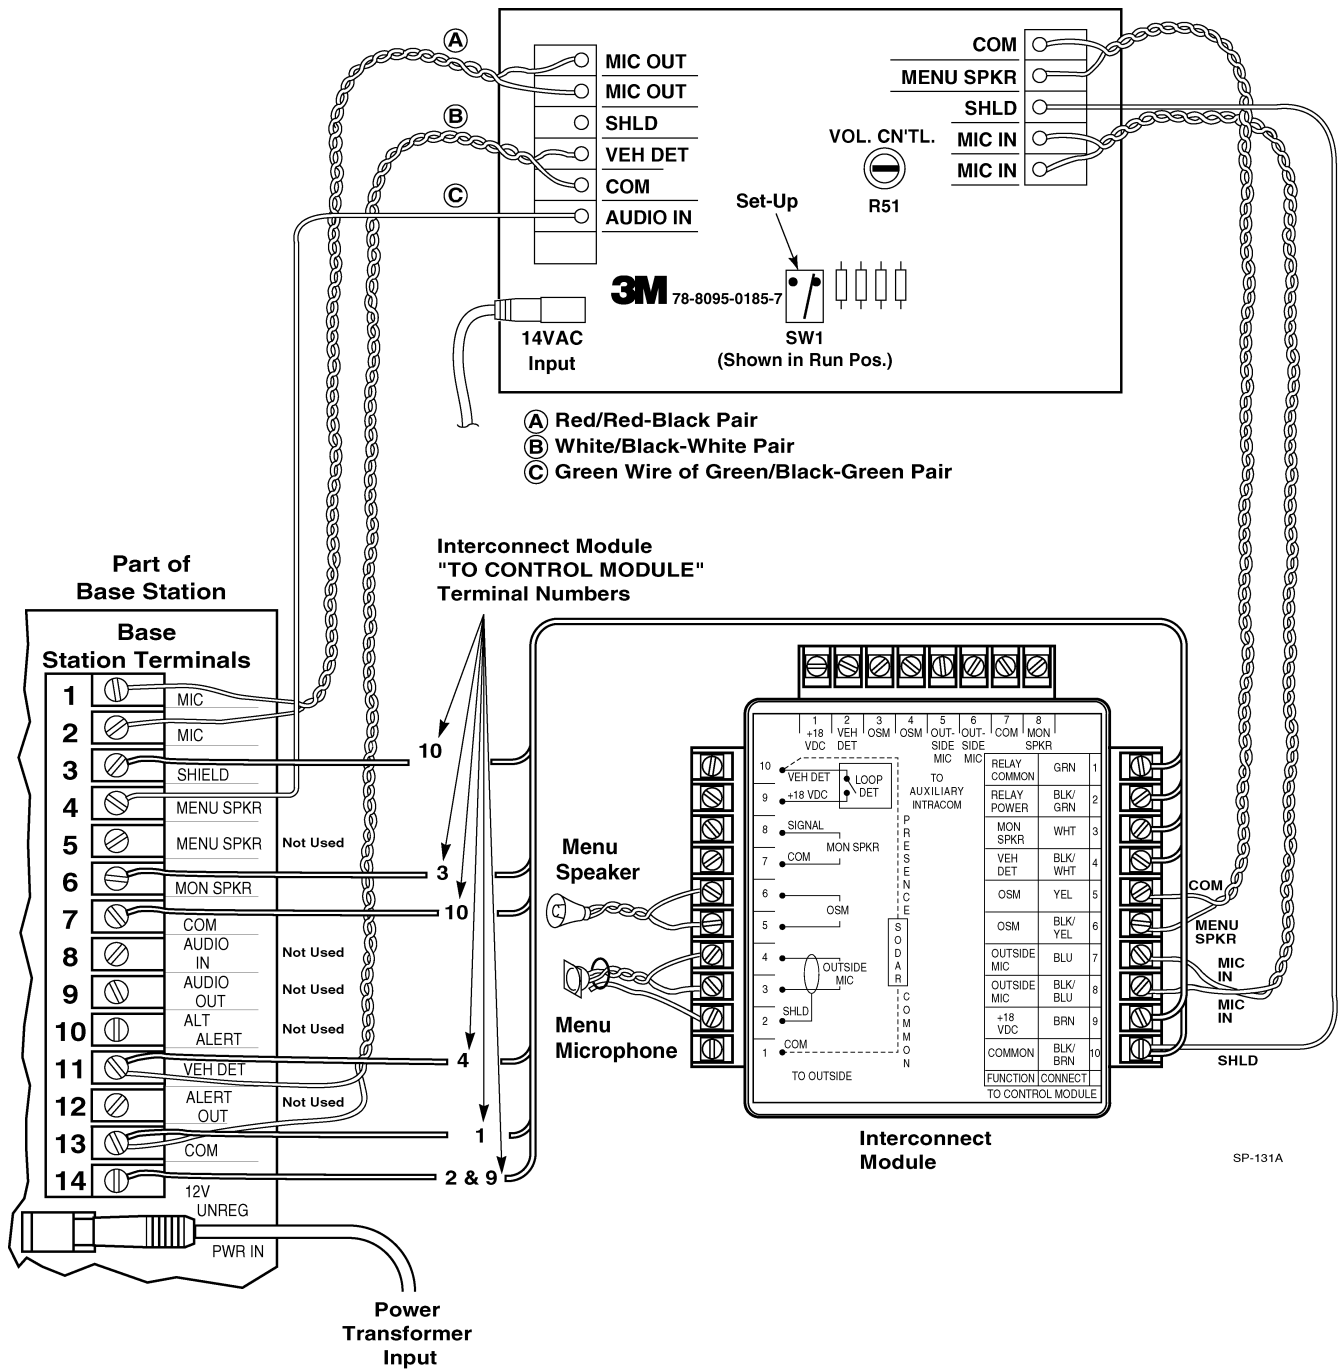 A
MIC OUT
MIC OUT
SHLD
B
VEH DET
COM
C
AUDIO IN
COM
MENU SPKR
SHLD
MIC IN
MIC IN
VOL. CN'TL.
R51
Set-Up
3M 78-8095-0185-7
SW1
(Shown in Run Pos.)
14VAC
Input
A Red/Red-Black Pair
B White/Black-White Pair
C Green Wire of Green/Black-Green Pair
Interconnect Module
"TO CONTROL MODULE"
Terminal Numbers
Part of
Base Station
Base
Station Terminals
1 MIC
2 MIC
3 SHIELD 10
4 MENU SPKR
5 MENU SPKR Not Used
6 MON SPKR 3
7 COM 10
8 AUDIO
IN Not Used
9 AUDIO
OUT Not Used
10 ALT
ALERT Not Used
11 VEH DET 4
12 ALERT
OUT Not Used
13 COM 1
14 12V
UNREG 2 & 9
PWR IN
Power
Transformer
Input
Menu
Speaker
Menu
Microphone
1 2 3 4 5 6 7 8
+18
VDC
VEH
DET
OSM
OSM
OUT-
SIDE
MIC
OUT-
SIDE
MIC
COM
MON
SPKR
TO
AUXILIARY
INTRACOM
10 VEH DET
9 +18 VDC
LOOP
DET
8 SIGNAL
7 COM
MON SPKR
6
5
OSM
4
3
OUTSIDE
MIC
2 SHLD
1 COM
TO OUTSIDE
PRESENCE
SODAR
COMMON
RELAY
COMMON GRN 1
RELAY
POWER BLK/
GRN 2
MON
SPKR WHT 3
VEH
DET BLK/
WHT 4
OSM YEL 5
OSM BLK/
YEL 6
OUTSIDE
MIC BLU 7
OUTSIDE
MIC BLK/
BLU 8
+18
VDC BRN 9
COMMON BLK/
BRN 10
FUNCTION CONNECT
TO CONTROL MODULE
COM
MENU
SPKR
MIC
IN
MIC
IN
SHLD
Interconnect
Module
SP-131A